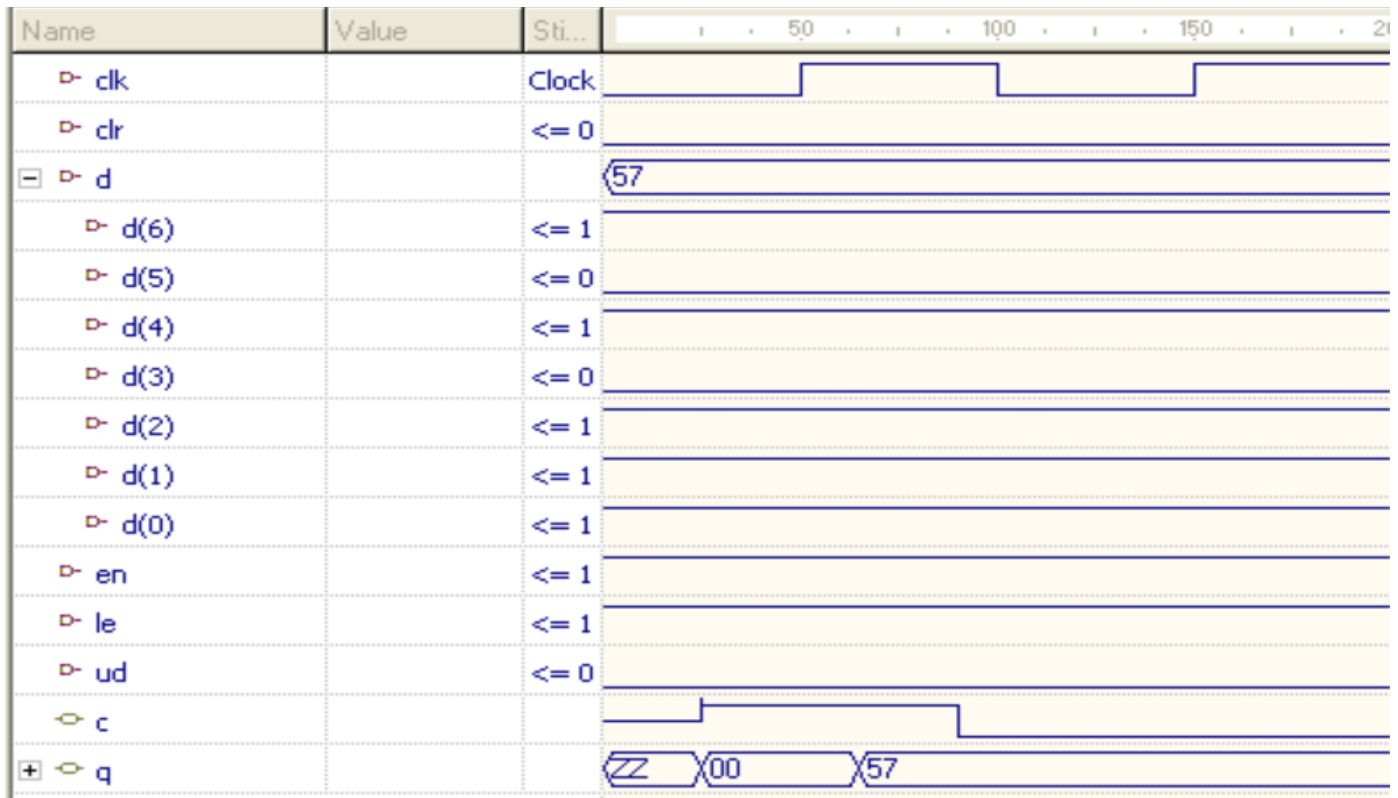 Name Value Sti... 50 100 150 20
clk Clock
clr <= 0
d 57
d(6) <= 1
d(5) <= 0
d(4) <= 1
d(3) <= 0
d(2) <= 1
d(1) <= 1
d(0) <= 1
en <= 1
le <= 1
ud <= 0
c
q ZZ 00 57